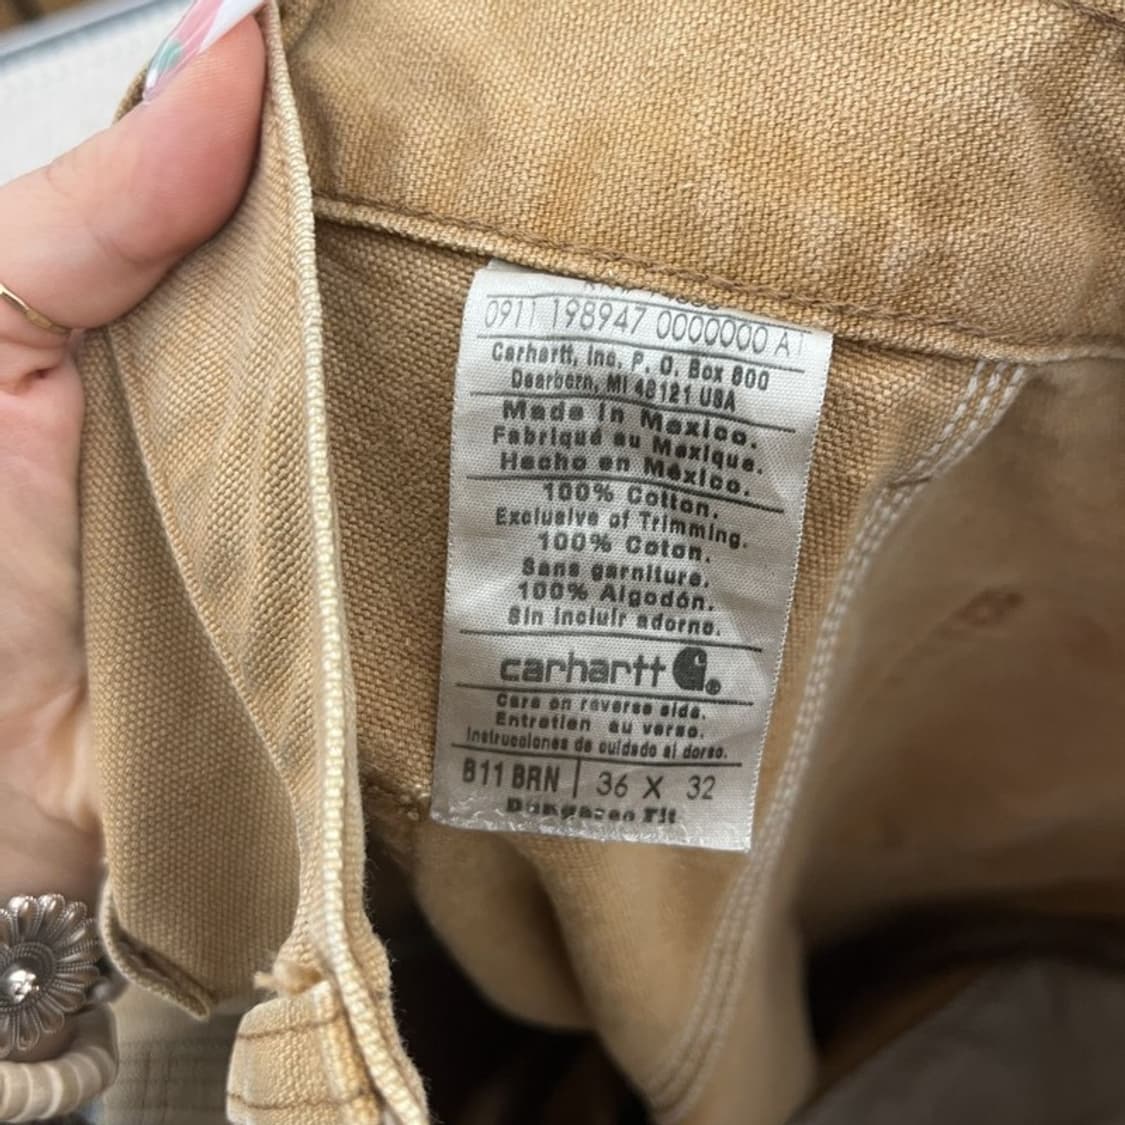 0911 198947 0000000 A1
Carhartt, Inc. P. O. Box 600
Dearborn, MI 48121 USA
Made in Mexico.
Fabriqué au Mexique.
Hecho en México.
100% Cotton.
Exclusive of Trimming.
100% Coton.
Sans garniture.
100% Algodón.
Sin incluir adorno.
carhartt ®
Care on reverse side.
Entretien au verso.
Instrucciones de cuidado al dorso.
B11 BRN | 36 X 32
Dungaree Fit